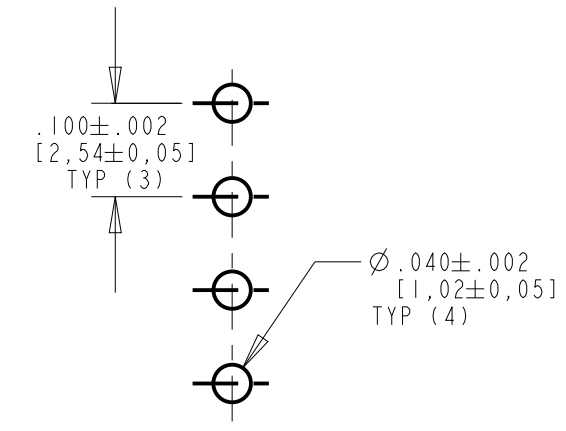 .100±.002
[2,54±0,05]
TYP (3)
Ø.040±.002
[1,02±0,05]
TYP (4)